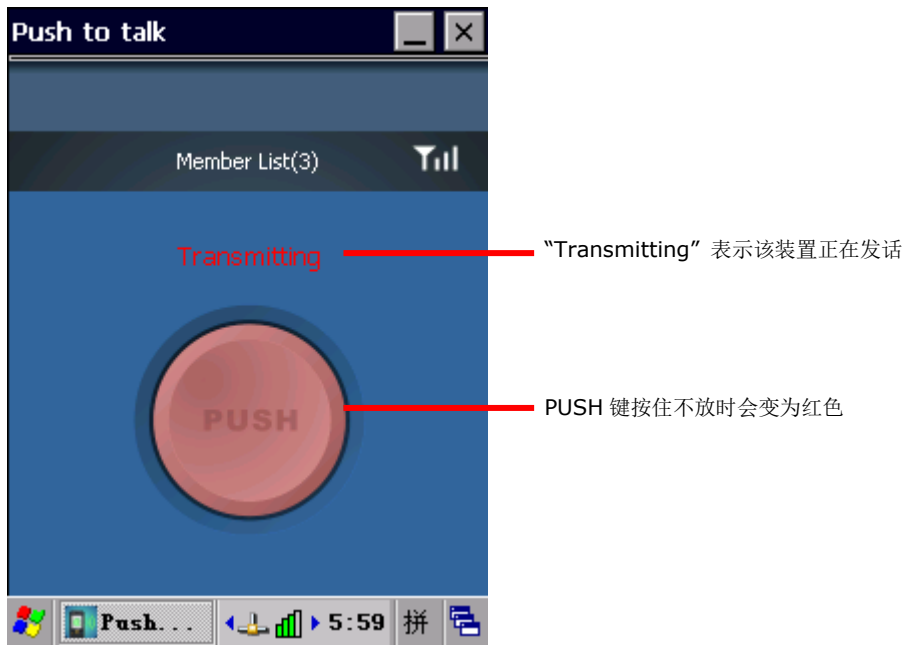 Push to talk
Member List(3)
Transmitting
“Transmitting” 表示该装置正在发话
PUSH
PUSH 键按住不放时会变为红色
Push... 5:59 拼